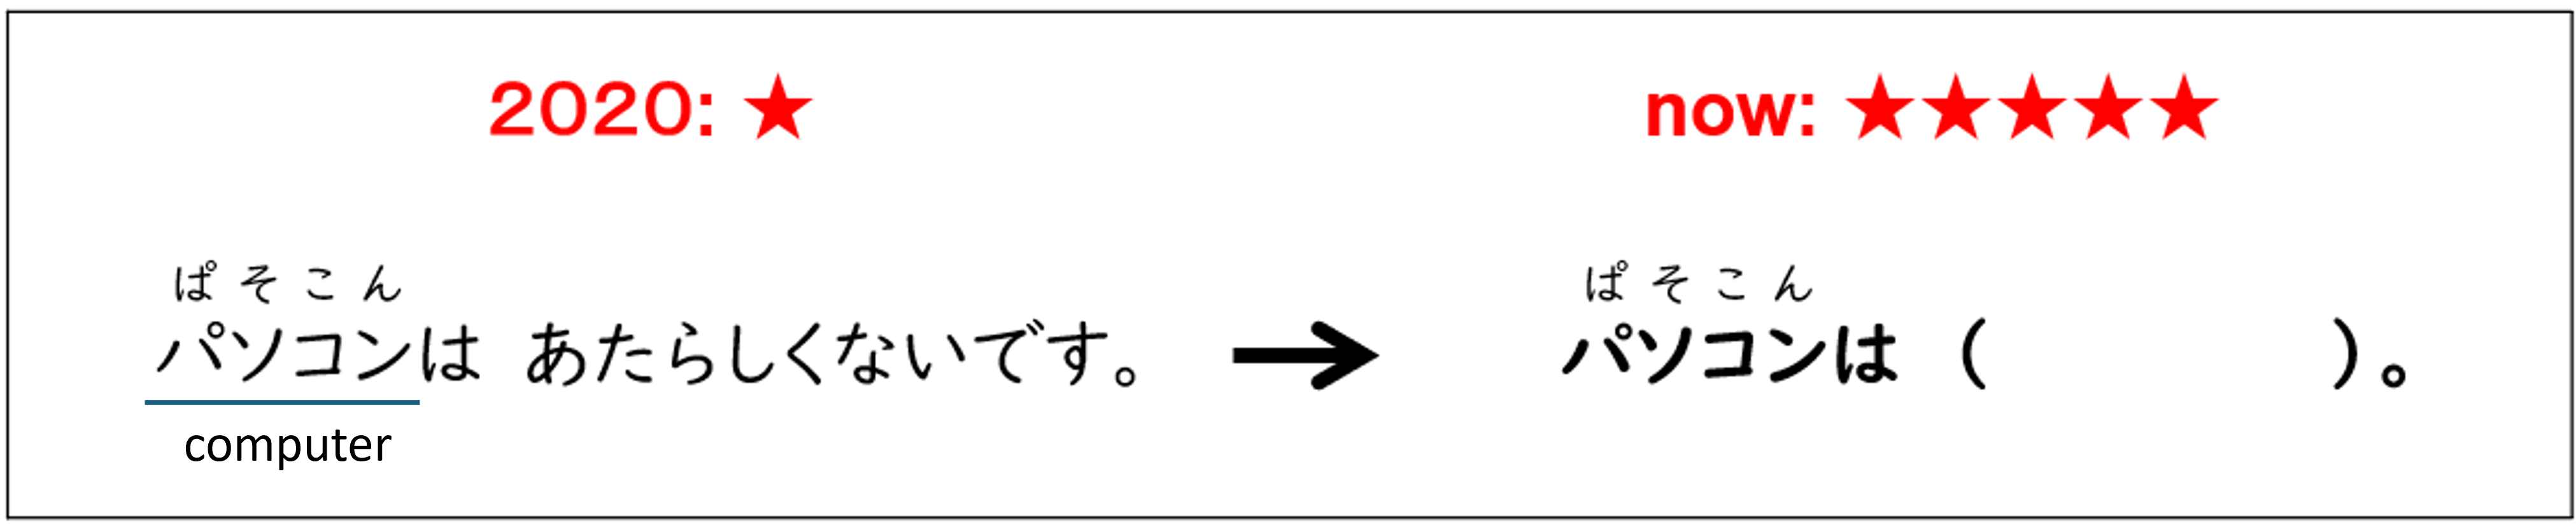 2020: ★
now: ★★★★★
ぱそこん
パソコンは あたらしくないです。
computer
→
ぱそこん
パソコンは ( )。